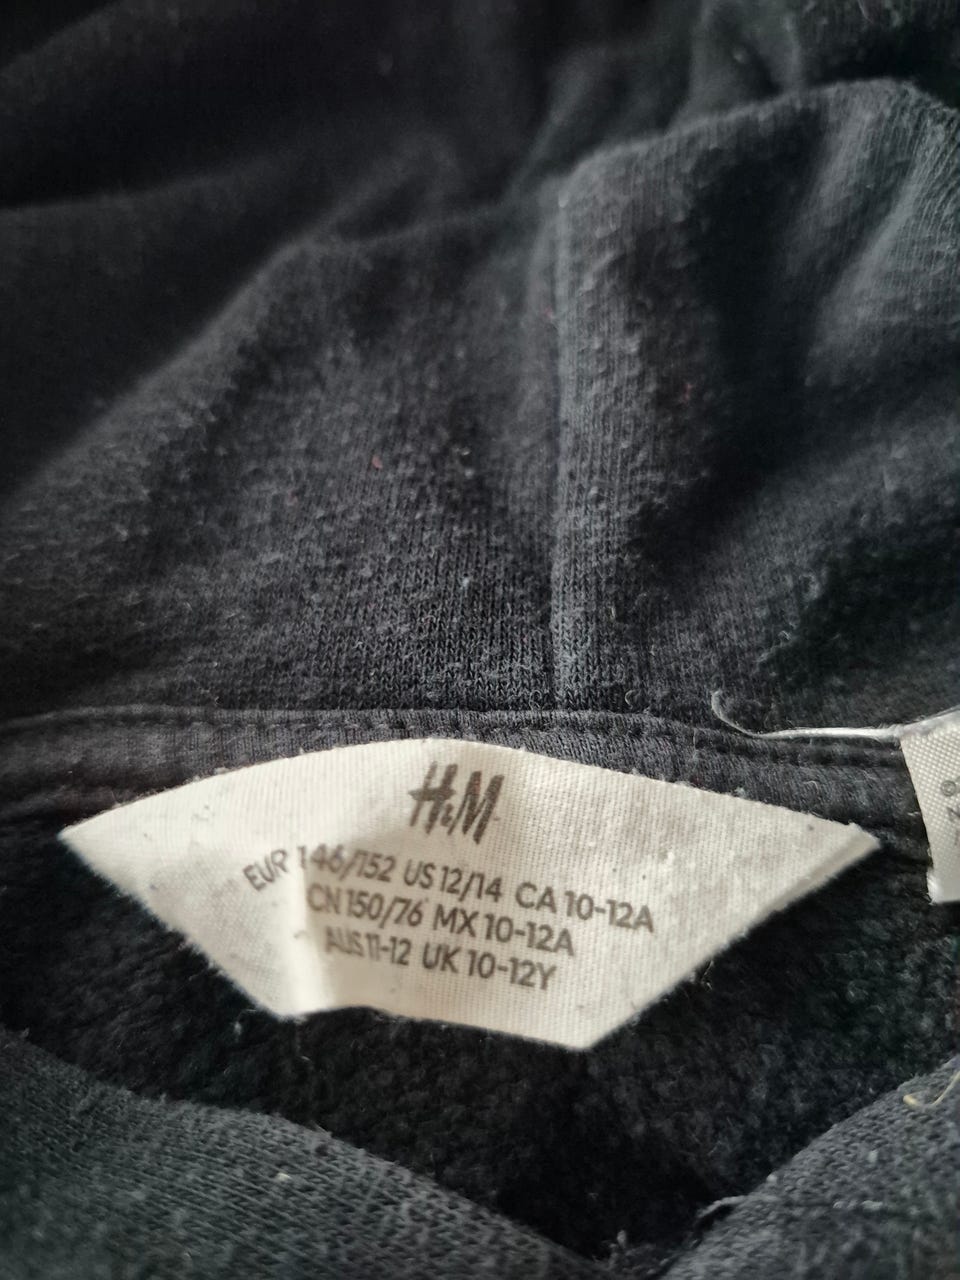 H&M
EUR 146/152 US 12/14 CA 10-12A
CN 150/76 MX 10-12A
AUS 11-12 UK 10-12Y